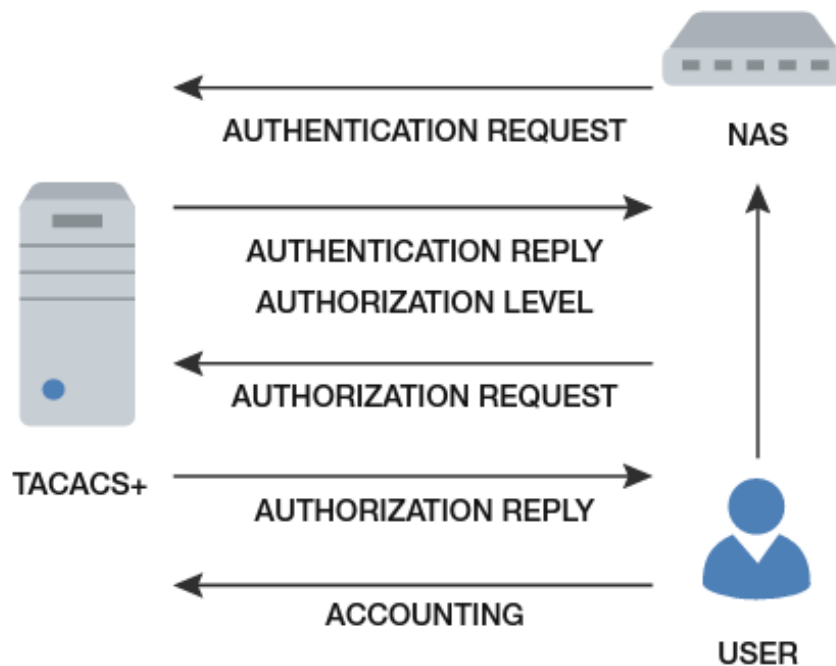 AUTHENTICATION REQUEST
NAS
AUTHENTICATION REPLY
AUTHORIZATION LEVEL
AUTHORIZATION REQUEST
TACACS+
AUTHORIZATION REPLY
ACCOUNTING
USER